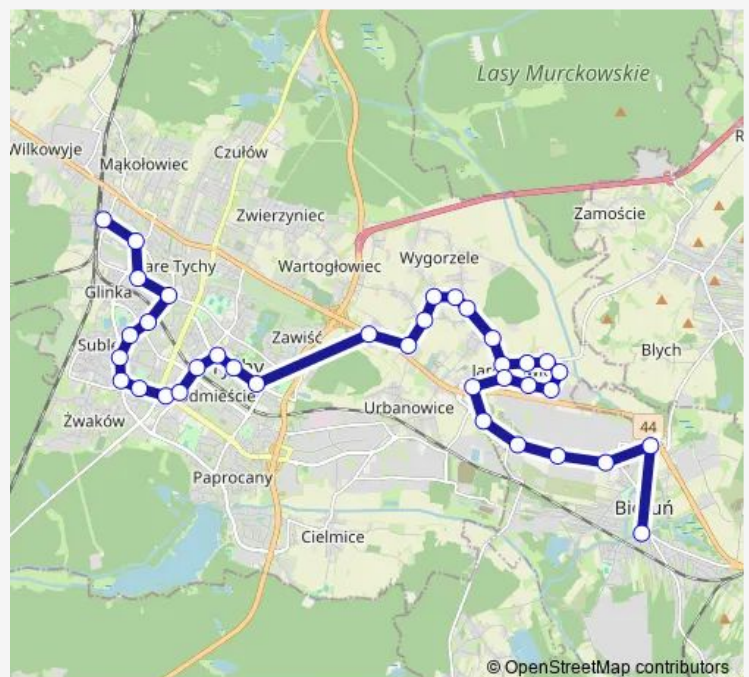 Lasy Murckowskie
Wilkowyje
Mąkołowiec
Czułów
Zwierzyniec
Zamoście
are Tychy
Wartogłowiec
Wygorzele
Glinka
Zawiść
Suble
Blych
dmieście
Żwaków
Urbanowice
44
Paprocany
Cielmice
© OpenStreetMap contributors